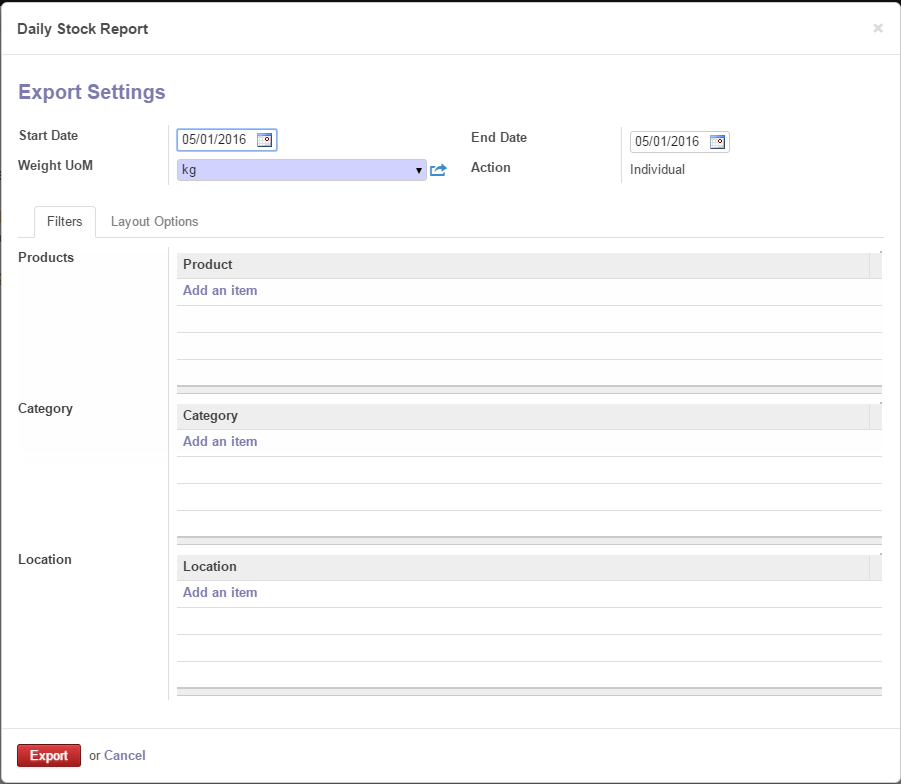 Daily Stock Report ×
Export Settings
Start Date 05/01/2016 End Date 05/01/2016
Weight UoM kg Action Individual
Filters Layout Options
Products Product
Add an item
Category Category
Add an item
Location Location
Add an item
Export or Cancel